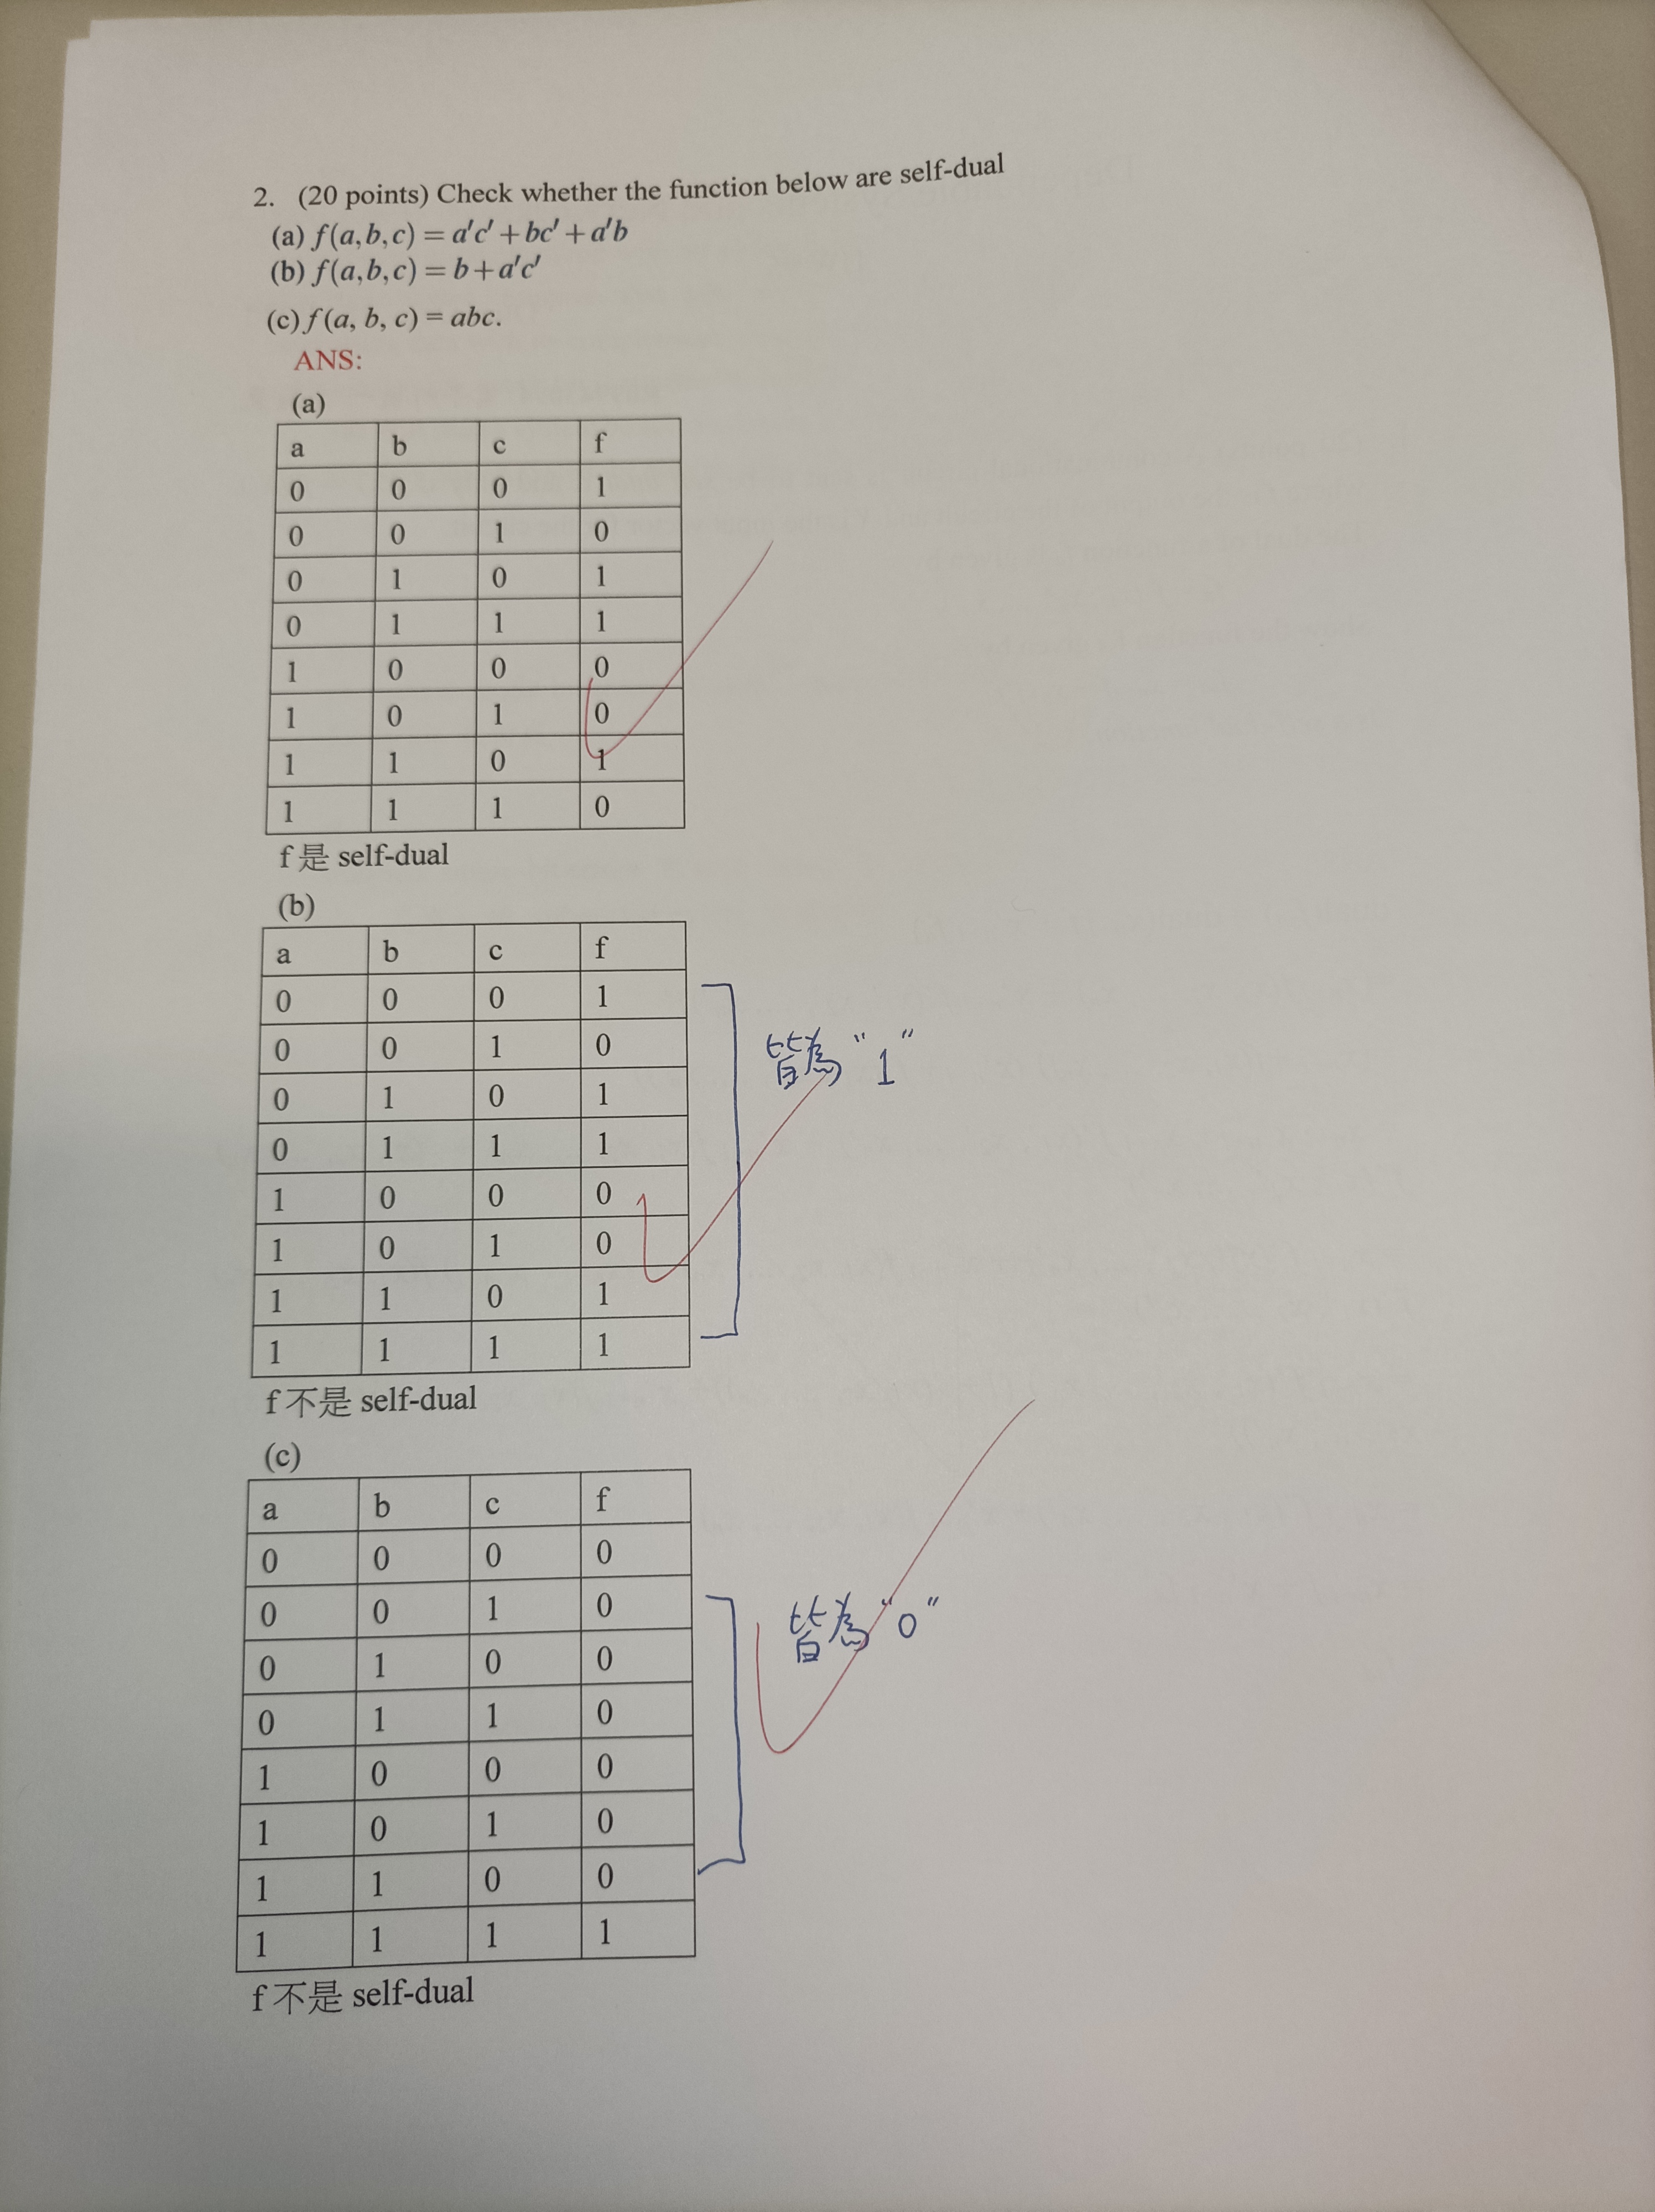 2. (20 points) Check whether the function below are self-dual
(a) f(a,b,c) = a′c′ + bc′ + a′b
(b) f(a,b,c) = b + a′c′
(c) f(a, b, c) = abc.
ANS:
(a)
a b c f
0 0 0 1
0 0 1 0
0 1 0 1
0 1 1 1
1 0 0 0
1 0 1 0
1 1 0 1
1 1 1 0
f 是 self-dual
(b)
a b c f
0 0 0 1
0 0 1 0
皆為“1”
0 1 0 1
0 1 1 1
1 0 0 0
1 0 1 0
1 1 0 1
1 1 1 1
f 不是 self-dual
(c)
a b c f
0 0 0 0
0 0 1 0
皆為“0”
0 1 0 0
0 1 1 0
1 0 0 0
1 0 1 0
1 1 0 0
1 1 1 1
f 不是 self-dual